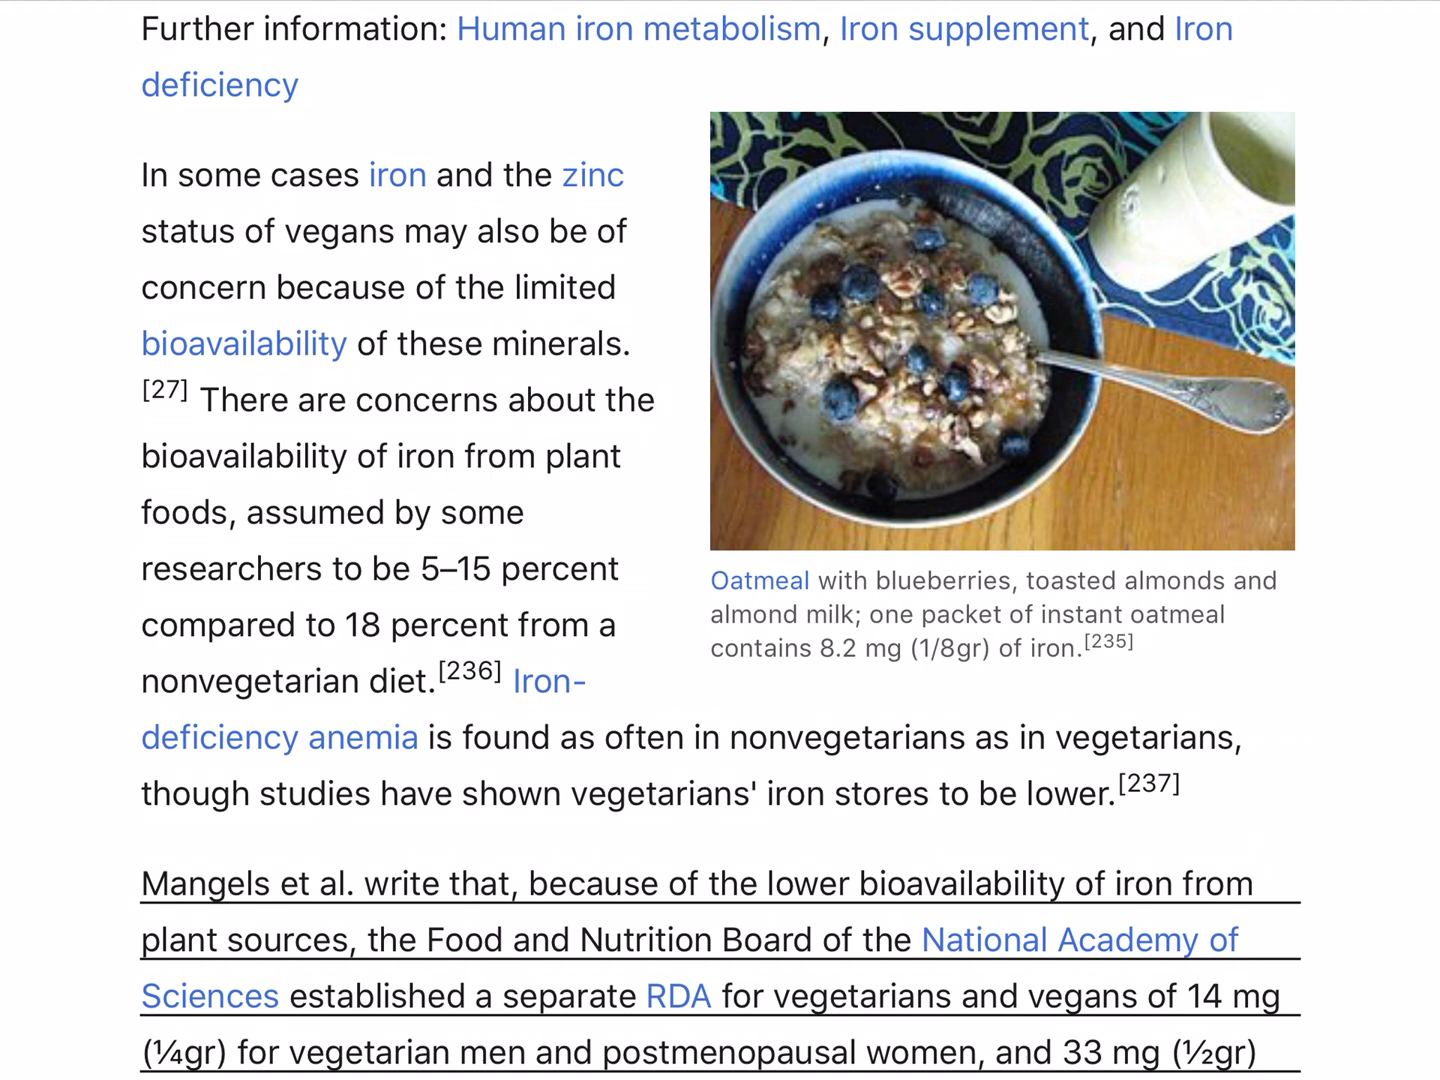 Further information: Human iron metabolism, Iron supplement, and Iron
deficiency
In some cases iron and the zinc
status of vegans may also be of
concern because of the limited
bioavailability of these minerals.
[27] There are concerns about the
bioavailability of iron from plant
foods, assumed by some
researchers to be 5–15 percent
compared to 18 percent from a
nonvegetarian diet.[236] Iron-
deficiency anemia is found as often in nonvegetarians as in vegetarians,
though studies have shown vegetarians' iron stores to be lower.[237]
Oatmeal with blueberries, toasted almonds and
almond milk; one packet of instant oatmeal
contains 8.2 mg (1/8gr) of iron.[235]
Mangels et al. write that, because of the lower bioavailability of iron from
plant sources, the Food and Nutrition Board of the National Academy of
Sciences established a separate RDA for vegetarians and vegans of 14 mg
(¼gr) for vegetarian men and postmenopausal women, and 33 mg (½gr)